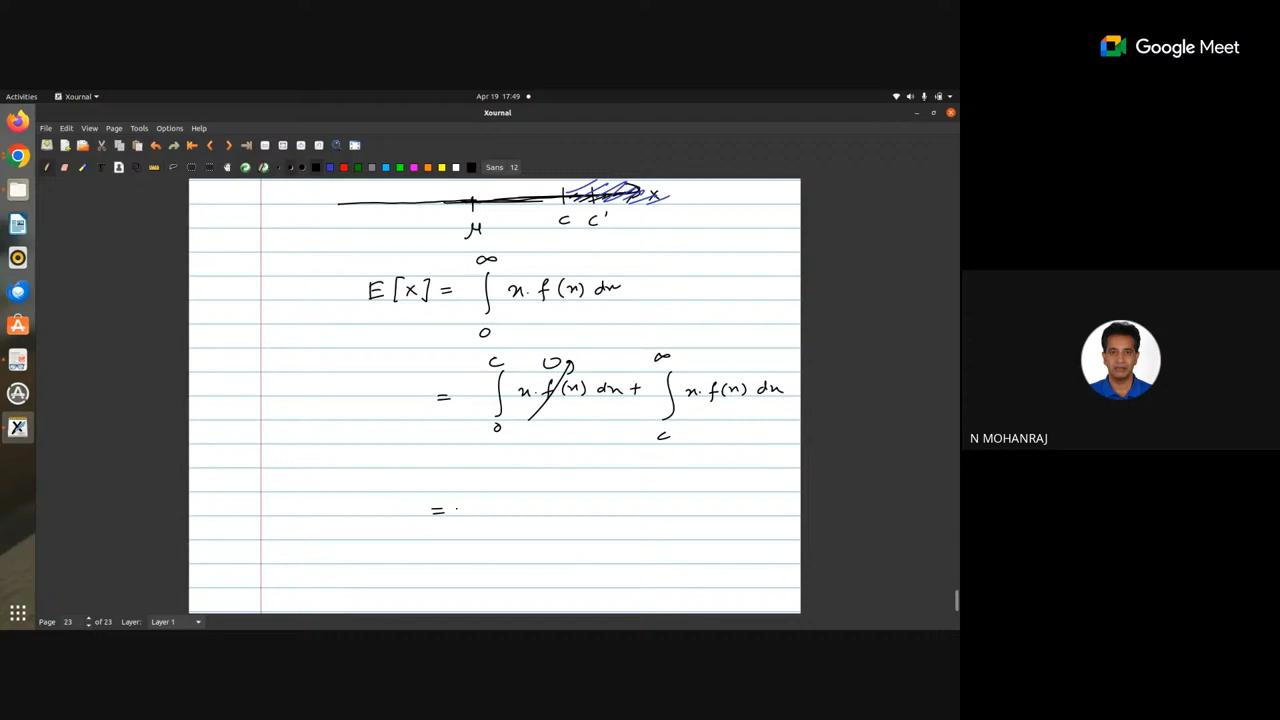 Google Meet
Activities Xournal Apr 19 17:49
Xournal
File Edit View Page Tools Options Help
Sans 12
μ c c' x
E[x] = ∫₀^∞ x. f(x) dx
= ∫₀^c x. f(x) dx + ∫_c^∞ x. f(x) dx
=
N MOHANRAJ
Page 23 of 23 Layer: Layer 1